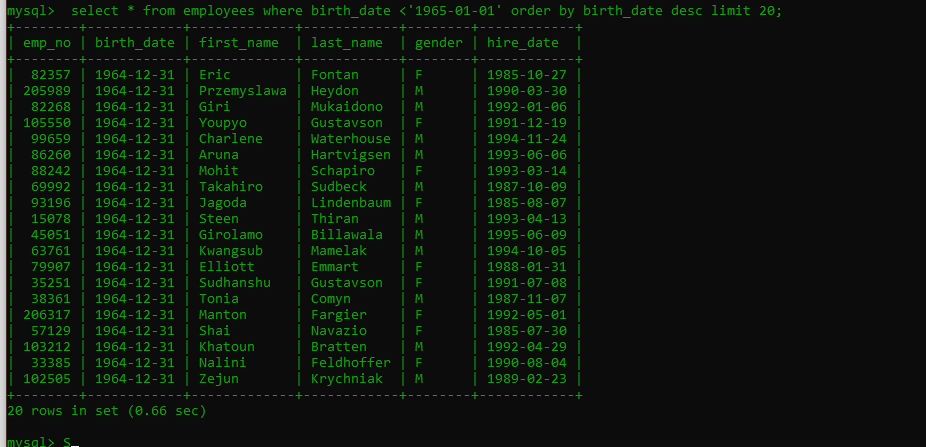 mysql>  select * from employees where birth_date <'1965-01-01' order by birth_date desc limit 20;
+--------+------------+-------------+-------------+--------+------------+
| emp_no | birth_date | first_name  | last_name   | gender | hire_date  |
+--------+------------+-------------+-------------+--------+------------+
|  82357 | 1964-12-31 | Eric        | Fontan      | F      | 1985-10-27 |
| 205989 | 1964-12-31 | Przemyslawa | Heydon      | M      | 1990-03-30 |
|  82268 | 1964-12-31 | Giri        | Mukaidono   | M      | 1992-01-06 |
| 105550 | 1964-12-31 | Youpyo      | Gustavson   | F      | 1991-12-19 |
|  99659 | 1964-12-31 | Charlene    | Waterhouse  | M      | 1994-11-24 |
|  86260 | 1964-12-31 | Aruna       | Hartvigsen  | M      | 1993-06-06 |
|  88242 | 1964-12-31 | Mohit       | Schapiro    | F      | 1993-03-14 |
|  69992 | 1964-12-31 | Takahiro    | Sudbeck     | M      | 1987-10-09 |
|  93196 | 1964-12-31 | Jagoda      | Lindenbaum  | F      | 1985-08-07 |
|  15078 | 1964-12-31 | Steen       | Thiran      | M      | 1993-04-13 |
|  45051 | 1964-12-31 | Girolamo    | Billawala   | M      | 1995-06-09 |
|  63761 | 1964-12-31 | Kwangsub    | Mamelak     | M      | 1994-10-05 |
|  79907 | 1964-12-31 | Elliott     | Emmart      | F      | 1988-01-31 |
|  35251 | 1964-12-31 | Sudhanshu   | Gustavson   | F      | 1991-07-08 |
|  38361 | 1964-12-31 | Tonia       | Comyn       | M      | 1987-11-07 |
| 206317 | 1964-12-31 | Manton      | Fargier     | F      | 1992-05-01 |
|  57129 | 1964-12-31 | Shai        | Navazio     | F      | 1985-07-30 |
| 103212 | 1964-12-31 | Khatoun     | Bratten     | M      | 1992-04-29 |
|  33385 | 1964-12-31 | Nalini      | Feldhoffer  | F      | 1990-08-04 |
| 102505 | 1964-12-31 | Zejun       | Krychniak   | M      | 1989-02-23 |
+--------+------------+-------------+-------------+--------+------------+
20 rows in set (0.66 sec)
mysql> S_